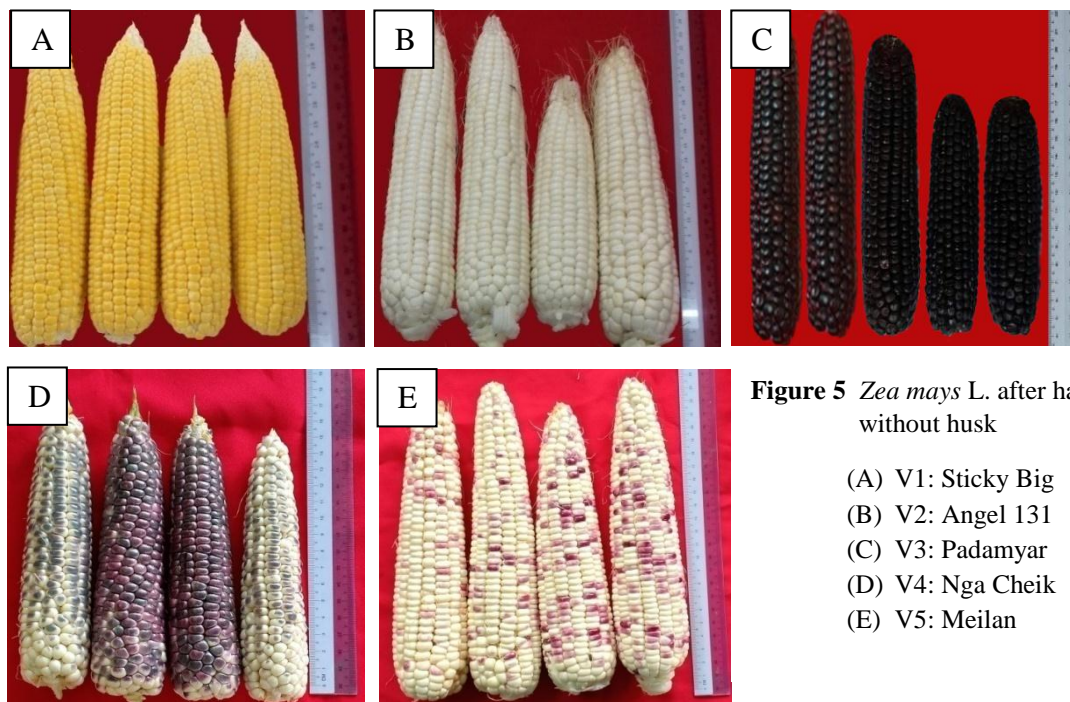 A
B
C
D
E
Figure 5 Zea mays L. after ha
without husk
(A) V1: Sticky Big
(B) V2: Angel 131
(C) V3: Padamyar
(D) V4: Nga Cheik
(E) V5: Meilan